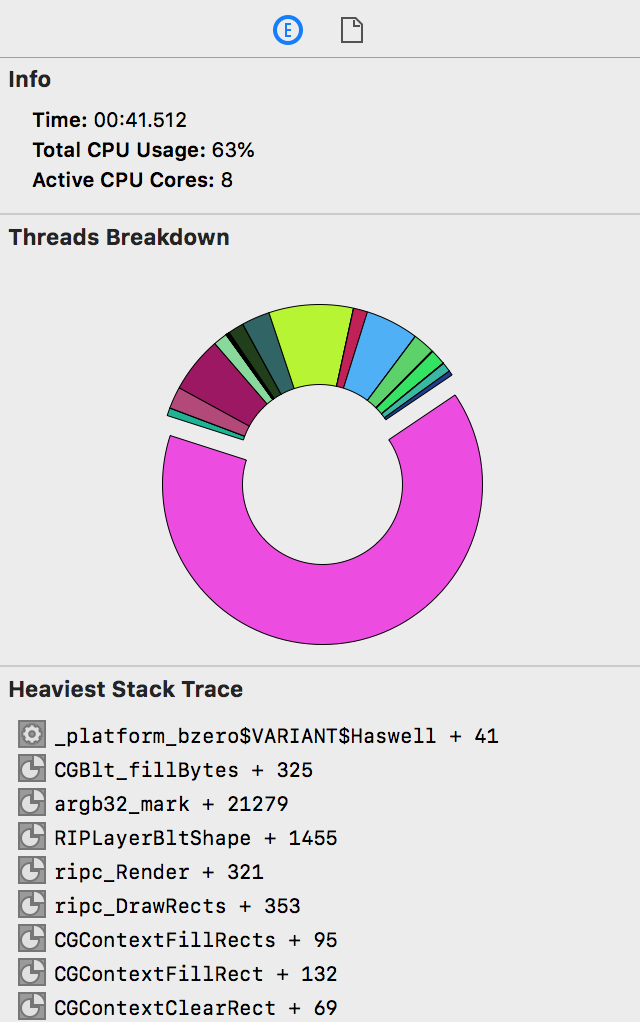 E
Info
Time: 00:41.512
Total CPU Usage: 63%
Active CPU Cores: 8
Threads Breakdown
Heaviest Stack Trace
_platform_bzero$VARIANT$Haswell + 41
CGBlt_fillBytes + 325
argb32_mark + 21279
RIPLayerBltShape + 1455
ripc_Render + 321
ripc_DrawRects + 353
CGContextFillRects + 95
CGContextFillRect + 132
CGContextClearRect + 69